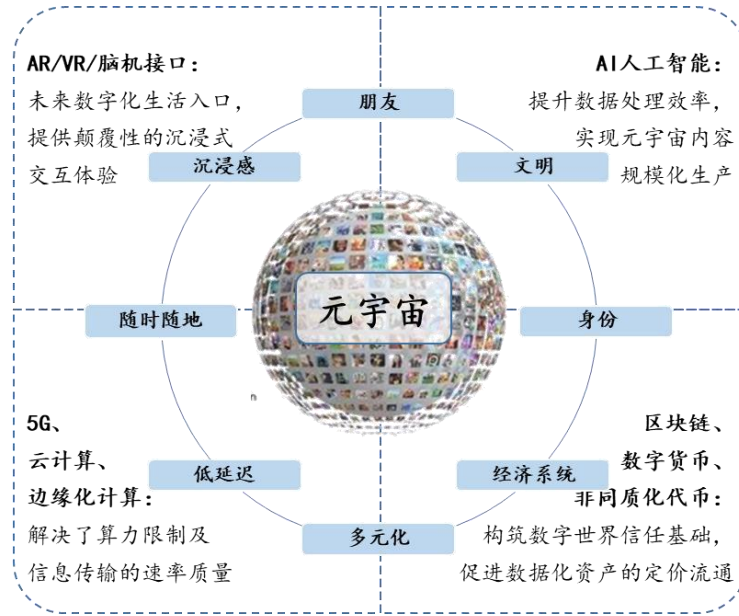 AR/VR/脑机接口：
未来数字化生活入口，
提供颠覆性的沉浸式
交互体验
AI人工智能：
提升数据处理效率，
实现元宇宙内容
规模化生产
朋友
沉浸感
文明
元宇宙
随时随地
身份
低延迟
经济系统
多元化
n
5G、
云计算、
边缘化计算：
解决了算力限制及
信息传输的速率质量
区块链、
数字货币、
非同质化代币：
构筑数字世界信任基础，
促进数据化资产的定价流通